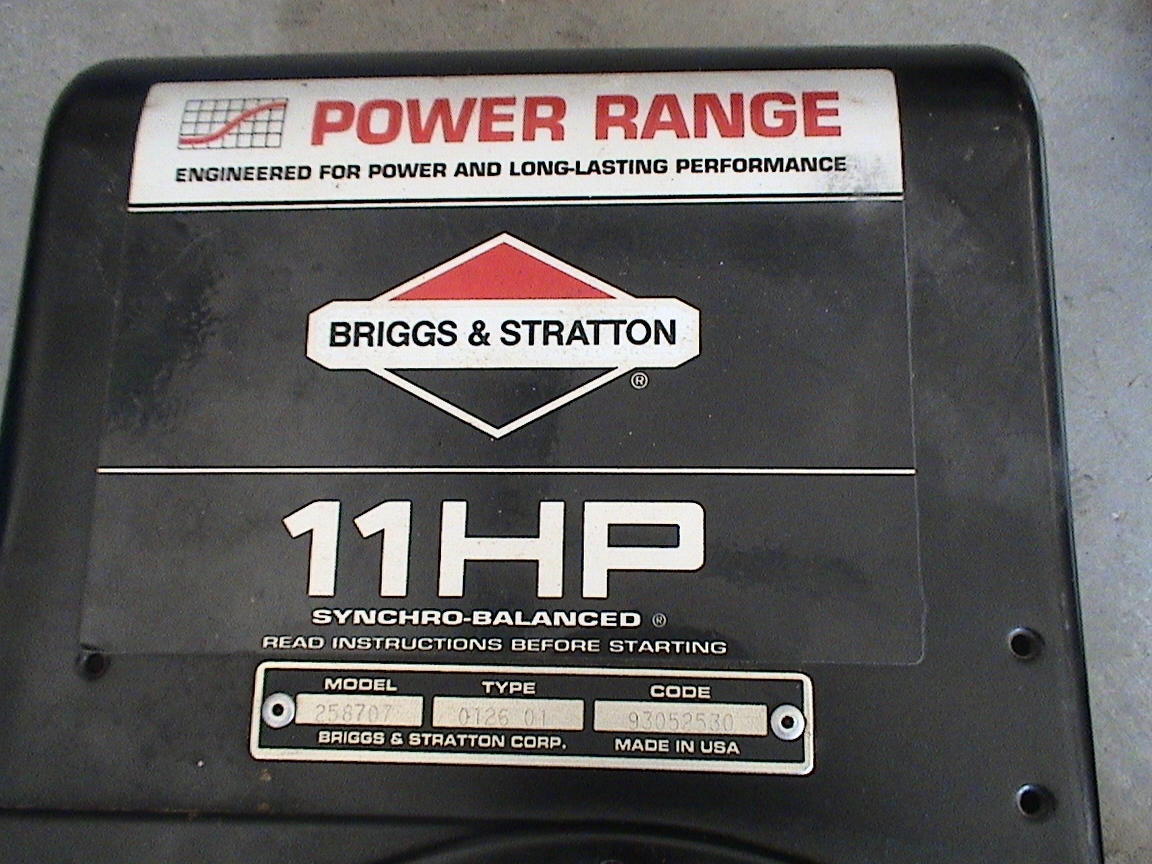 POWER RANGE
ENGINEERED FOR POWER AND LONG-LASTING PERFORMANCE
BRIGGS & STRATTON
®
11HP
SYNCHRO-BALANCED ®
READ INSTRUCTIONS BEFORE STARTING
MODEL TYPE CODE
258707 0126 01 93052530
BRIGGS & STRATTON CORP. MADE IN USA